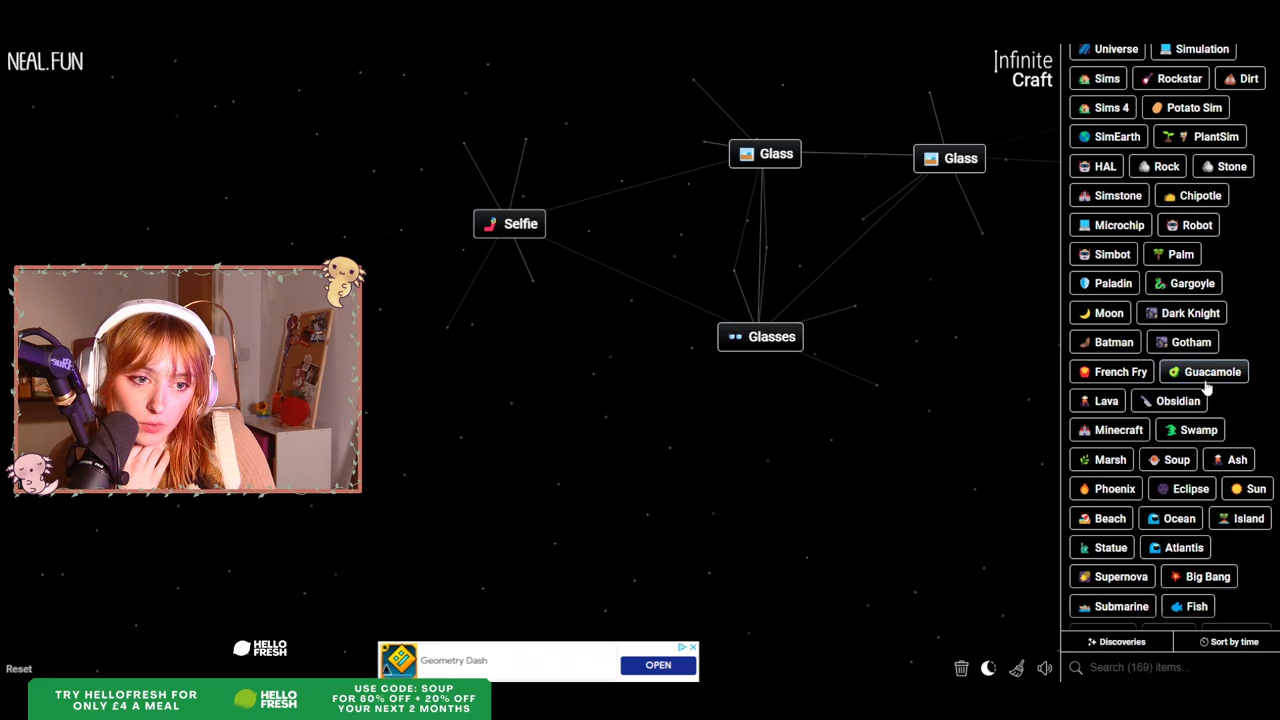 NEAL.FUN
Infinite
Craft
Glass
Glass
Selfie
Glasses
Universe
Simulation
Sims
Rockstar
Dirt
Sims 4
Potato Sim
SimEarth
PlantSim
HAL
Rock
Stone
Simstone
Chipotle
Microchip
Robot
Simbot
Palm
Paladin
Gargoyle
Moon
Dark Knight
Batman
Gotham
French Fry
Guacamole
Lava
Obsidian
Minecraft
Swamp
Marsh
Soup
Ash
Phoenix
Eclipse
Sun
Beach
Ocean
Island
Statue
Atlantis
Supernova
Big Bang
Submarine
Fish
Discoveries
Sort by time
Search (169) items...
Reset
HELLO
FRESH
Geometry Dash
OPEN
TRY HELLOFRESH FOR
ONLY £4 A MEAL
HELLO
FRESH
USE CODE: SOUP
FOR 60% OFF + 20% OFF
YOUR NEXT 2 MONTHS